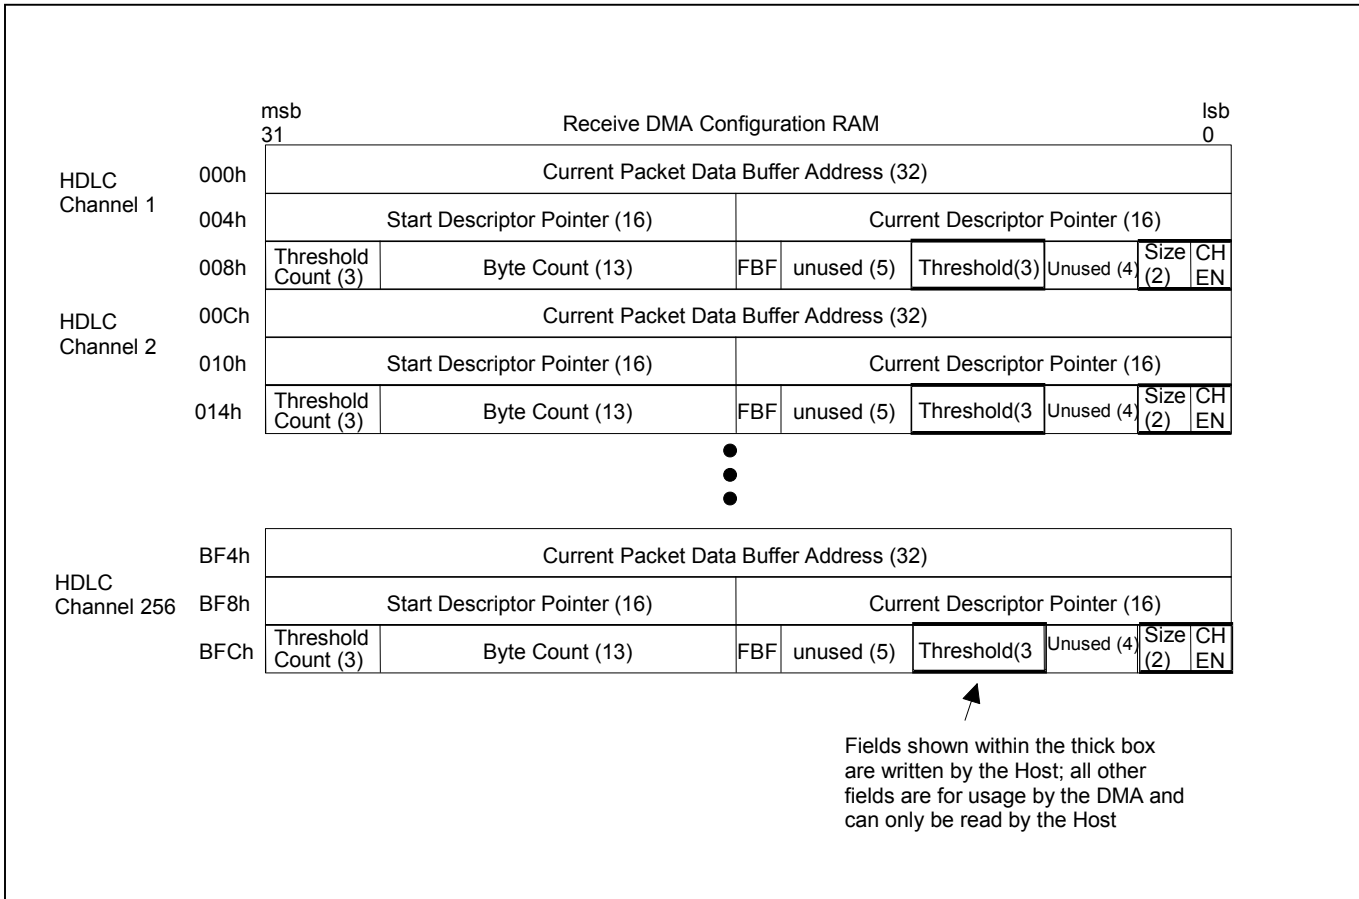 msb
31
Receive DMA Configuration RAM
lsb
0
HDLC
Channel 1
000h
Current Packet Data Buffer Address (32)
004h
Start Descriptor Pointer (16)
Current Descriptor Pointer (16)
008h
Threshold
Count (3)
Byte Count (13)
FBF
unused (5)
Threshold(3)
Unused (4)
Size
(2)
CH
EN
HDLC
Channel 2
00Ch
Current Packet Data Buffer Address (32)
010h
Start Descriptor Pointer (16)
Current Descriptor Pointer (16)
014h
Threshold
Count (3)
Byte Count (13)
FBF
unused (5)
Threshold(3
Unused (4)
Size
(2)
CH
EN
HDLC
Channel 256
BF4h
Current Packet Data Buffer Address (32)
BF8h
Start Descriptor Pointer (16)
Current Descriptor Pointer (16)
BFCh
Threshold
Count (3)
Byte Count (13)
FBF
unused (5)
Threshold(3
Unused (4)
Size
(2)
CH
EN
Fields shown within the thick box
are written by the Host; all other
fields are for usage by the DMA and
can only be read by the Host